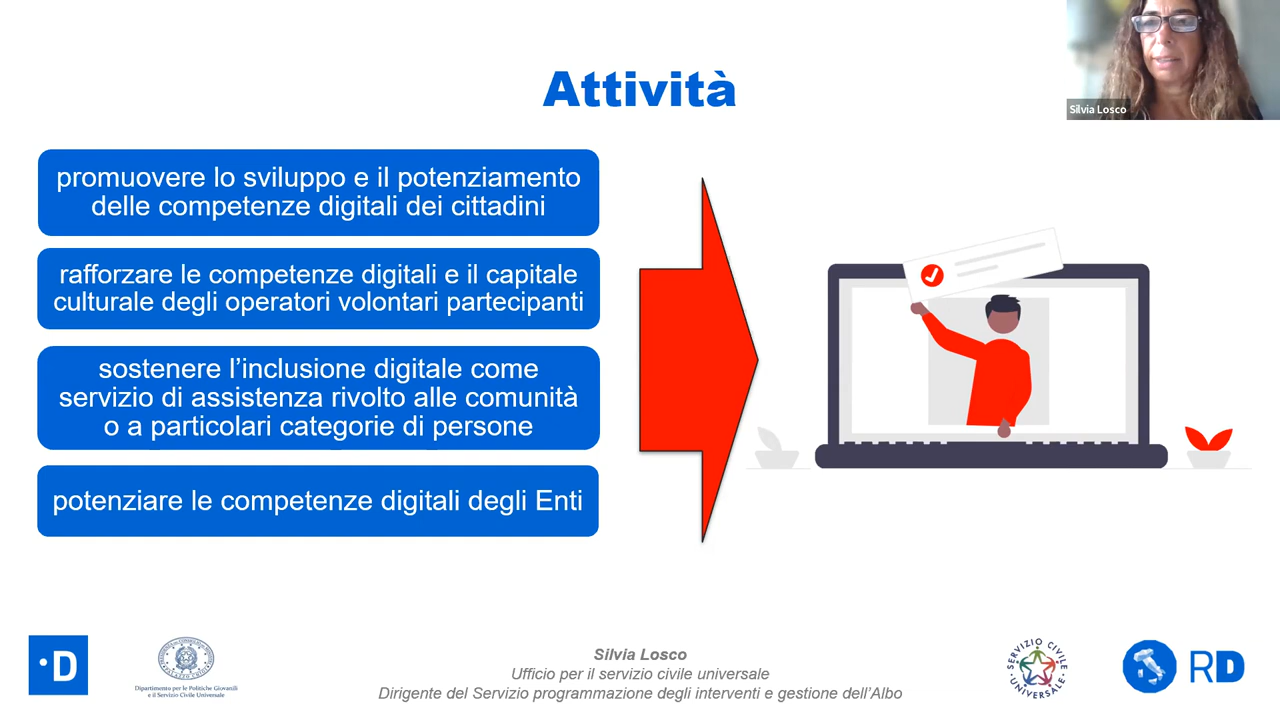 Attività
Silvia Losco
promuovere lo sviluppo e il potenziamento
delle competenze digitali dei cittadini
rafforzare le competenze digitali e il capitale
culturale degli operatori volontari partecipanti
sostenere l’inclusione digitale come
servizio di assistenza rivolto alle comunità
o a particolari categorie di persone
potenziare le competenze digitali degli Enti
·D
Dipartimento per le Politiche Giovanili
e il Servizio Civile Universale
Silvia Losco
Ufficio per il servizio civile universale
Dirigente del Servizio programmazione degli interventi e gestione dell’Albo
SERVIZIO CIVILE
UNIVERSALE
RD